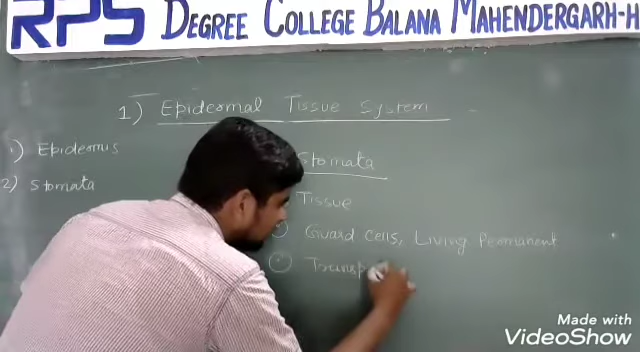 RPS DEGREE COLLEGE BALANA MAHENDERGARH-H
1) Epidermal Tissue System
1) Epidermis
2) Stomata
Stomata
Tissue
Guard Cells, Living Permanent
Transp
Made with
VideoShow